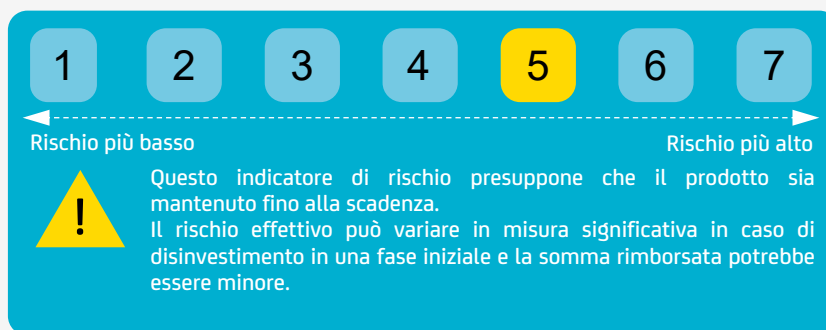 1 2 3 4 5 6 7
Rischio più basso Rischio più alto
!
Questo indicatore di rischio presuppone che il prodotto sia
mantenuto fino alla scadenza.
Il rischio effettivo può variare in misura significativa in caso di
disinvestimento in una fase iniziale e la somma rimborsata potrebbe
essere minore.